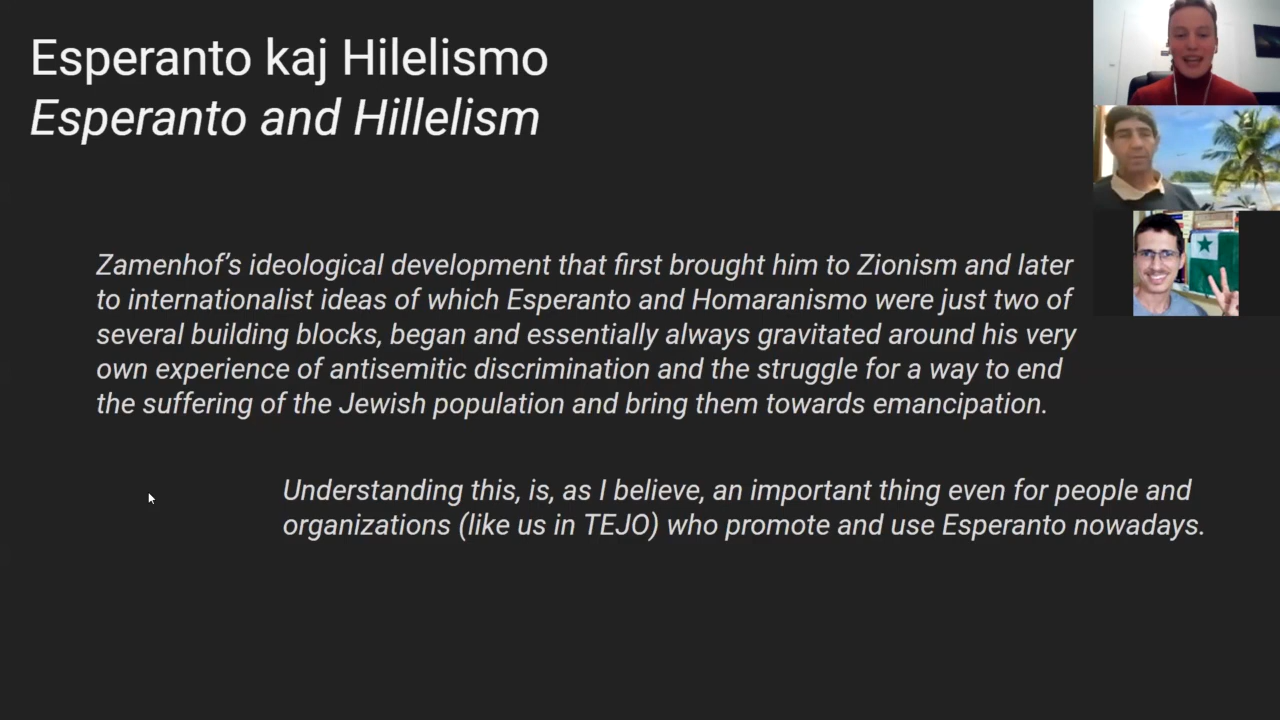 Esperanto kaj Hilelismo
Esperanto and Hillelism
Zamenhof’s ideological development that first brought him to Zionism and later
to internationalist ideas of which Esperanto and Homaranismo were just two of
several building blocks, began and essentially always gravitated around his very
own experience of antisemitic discrimination and the struggle for a way to end
the suffering of the Jewish population and bring them towards emancipation.
Understanding this, is, as I believe, an important thing even for people and
organizations (like us in TEJO) who promote and use Esperanto nowadays.